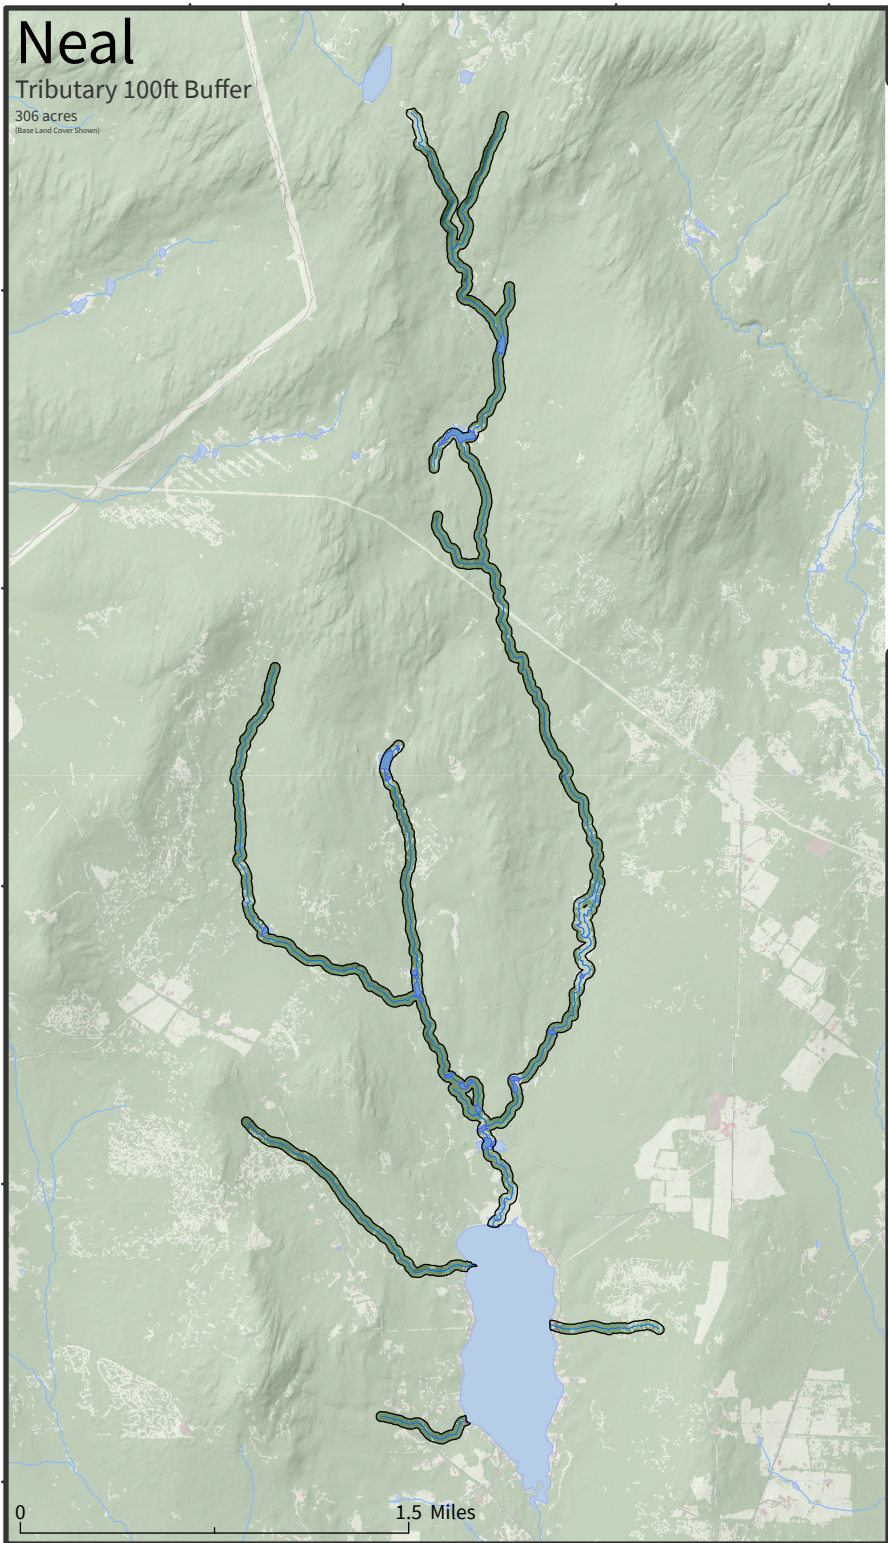 Neal
Tributary 100ft Buffer
306 acres
(Base Land Cover Shown)
0 1.5 Miles